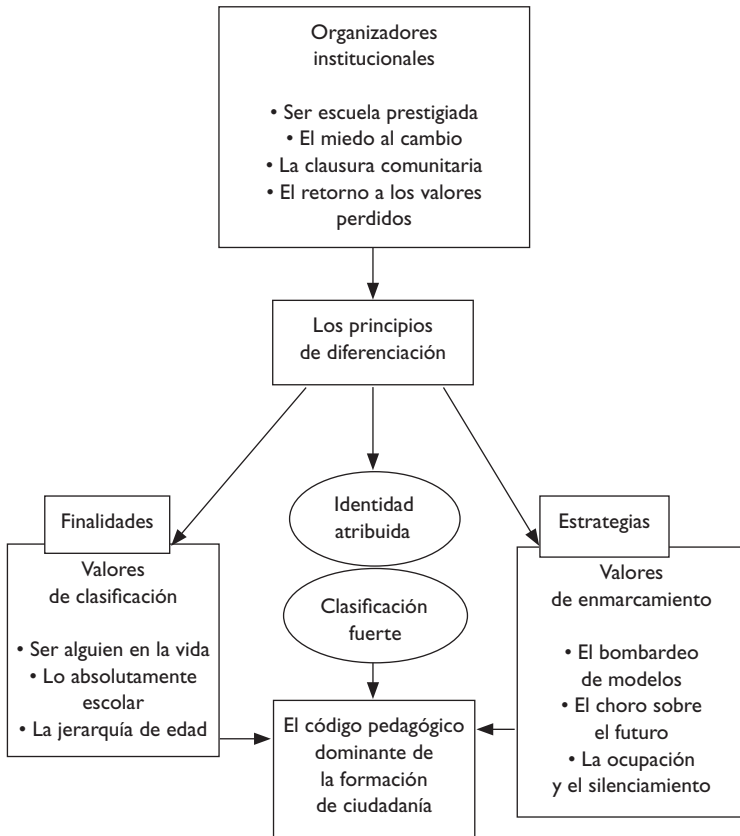 Organizadores
institucionales
• Ser escuela prestigiada
• El miedo al cambio
• La clausura comunitaria
• El retorno a los valores
perdidos
Los principios
de diferenciación
Identidad
atribuida
Clasificación
fuerte
Finalidades
Valores
de clasificación
• Ser alguien en la vida
• Lo absolutamente
escolar
• La jerarquía de edad
Estrategias
Valores
de enmarcamiento
• El bombardeo
de modelos
• El choro sobre
el futuro
• La ocupación
y el silenciamiento
El código pedagógico
dominante de
la formación
de ciudadanía